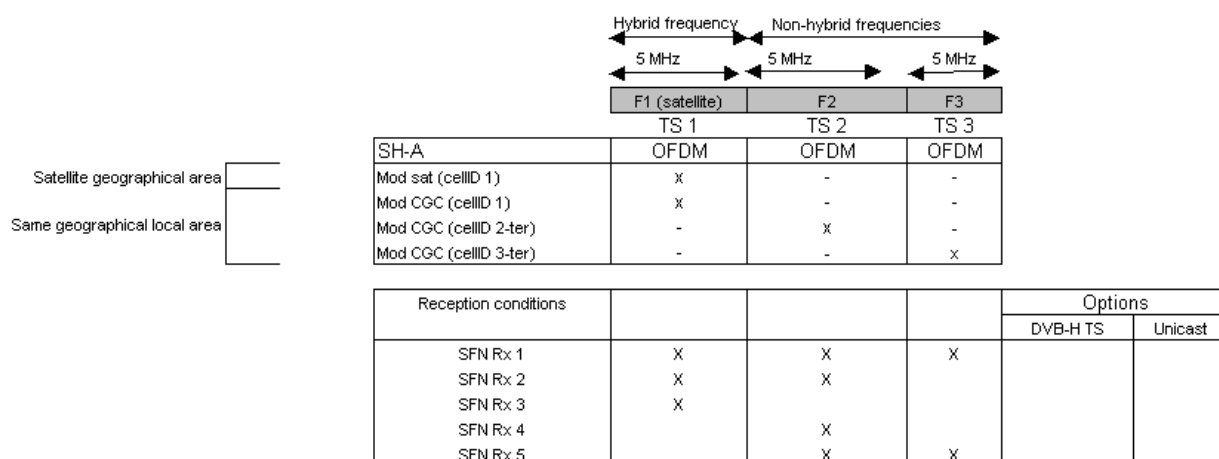 Hybrid frequency Non-hybrid frequencies
5 MHz 5 MHz 5 MHz
F1 (satellite) F2 F3
TS 1 TS 2 TS 3
SH-A OFDM OFDM OFDM
Satellite geographical area Mod sat (cellID 1) x - -
Mod CGC (cellID 1) x - -
Same geographical local area Mod CGC (cellID 2-ter) - x -
Mod CGC (cellID 3-ter) - - x
Reception conditions Options
DVB-H TS Unicast
SFN Rx 1 X X X
SFN Rx 2 X X
SFN Rx 3 X
SFN Rx 4 X
SFN Rx 5 X X